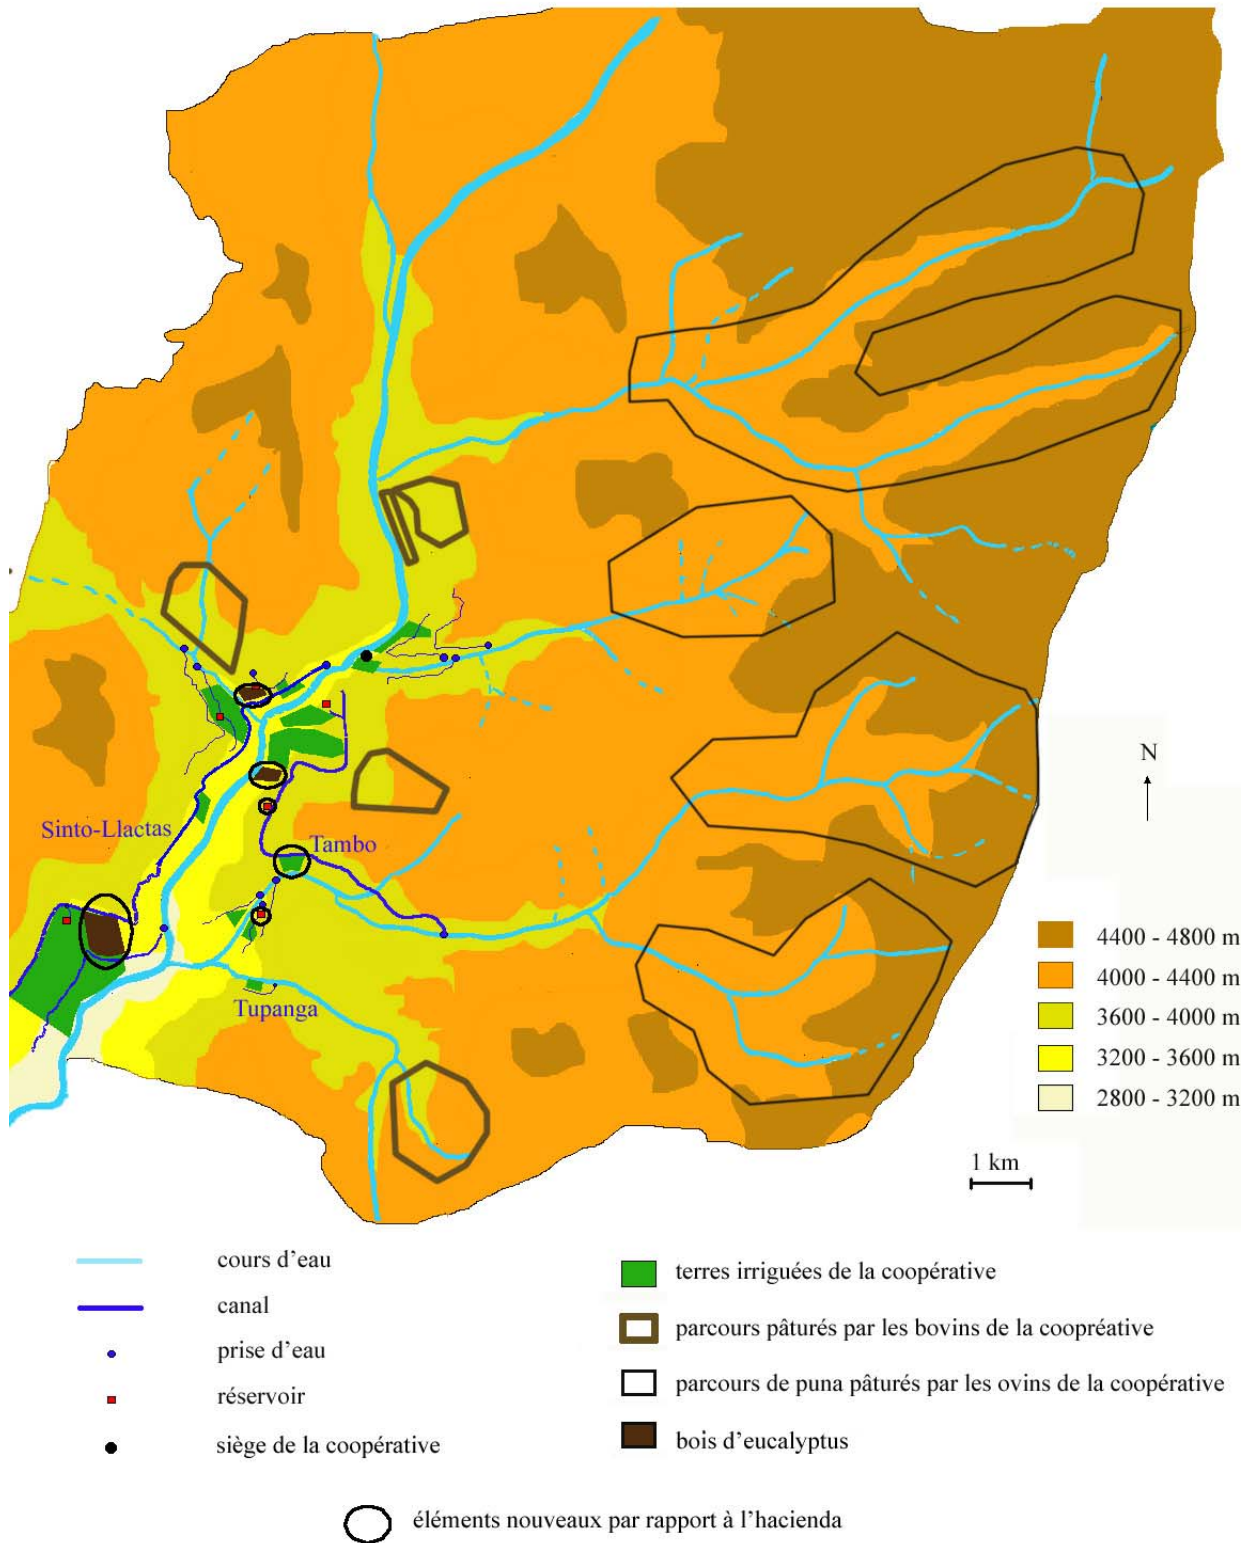 Sinto-Llactas
Tambo
Tupanga
N
4400 - 4800 m
4000 - 4400 m
3600 - 4000 m
3200 - 3600 m
2800 - 3200 m
1 km
cours d'eau
canal
prise d'eau
réservoir
siège de la coopérative
terres irriguées de la coopérative
parcours pâturés par les bovins de la coopréative
parcours de puna pâturés par les ovins de la coopérative
bois d'eucalyptus
éléments nouveaux par rapport à l'hacienda